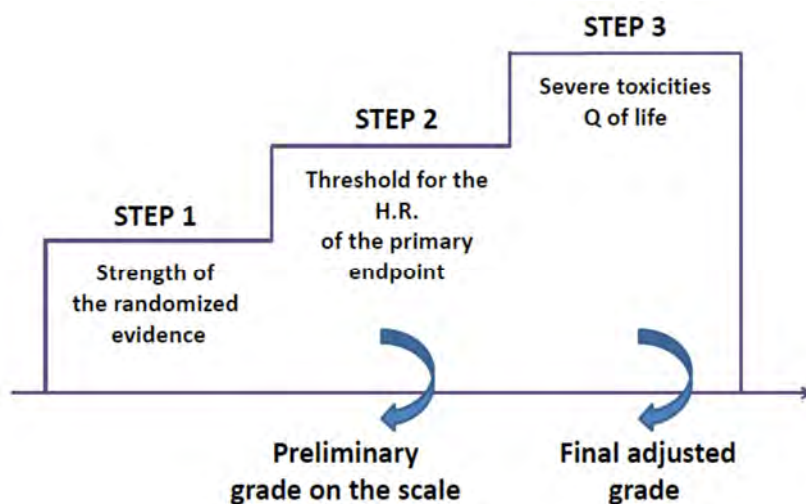 STEP 1
Strength of
the randomized
evidence
STEP 2
Threshold for the
H.R.
of the primary
endpoint
STEP 3
Severe toxicities
Q of life
Preliminary
grade on the scale
Final adjusted
grade